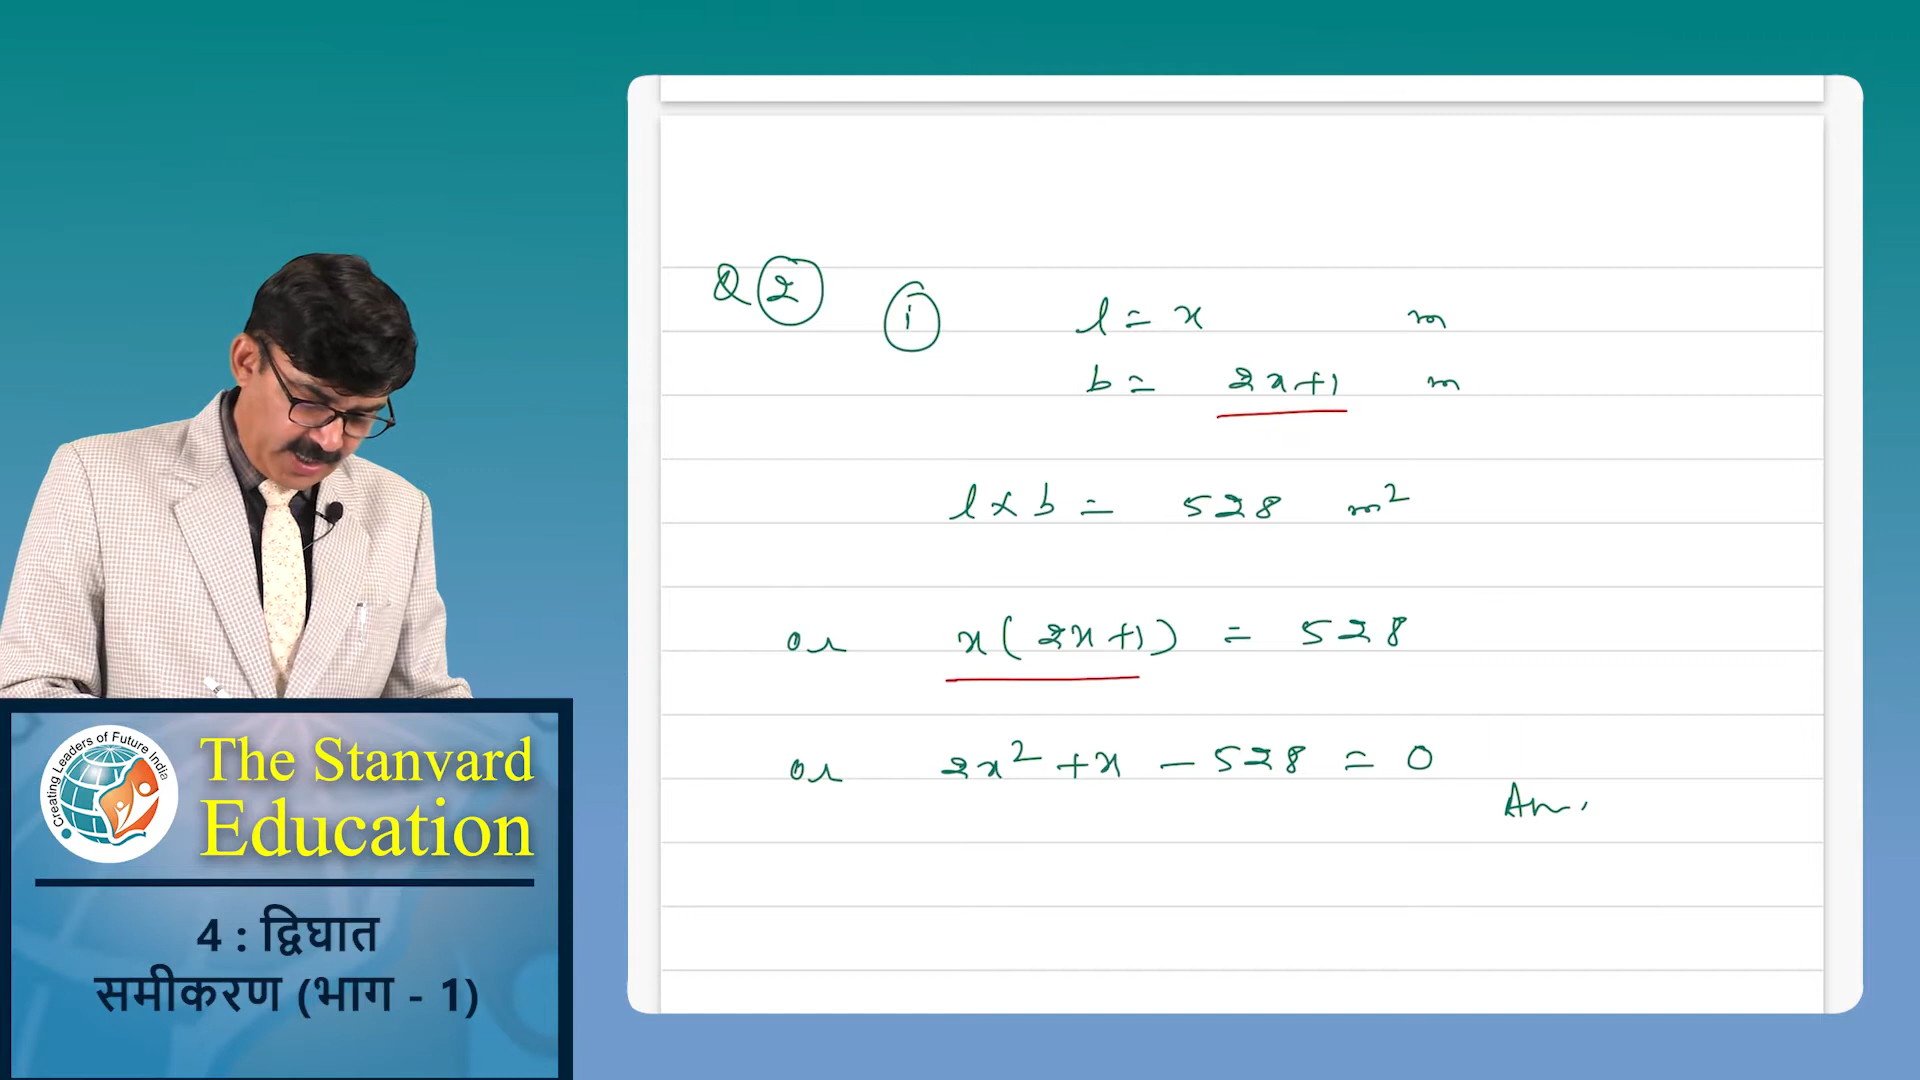 Q 2 i l = x m
b = 2x+1 m
l × b = 528 m²
or x(2x+1) = 528
or 2x² + x - 528 = 0
Ans.
Creating Leaders of Future India
The Stanvard
Education
4 : द्विघात
समीकरण (भाग - 1)